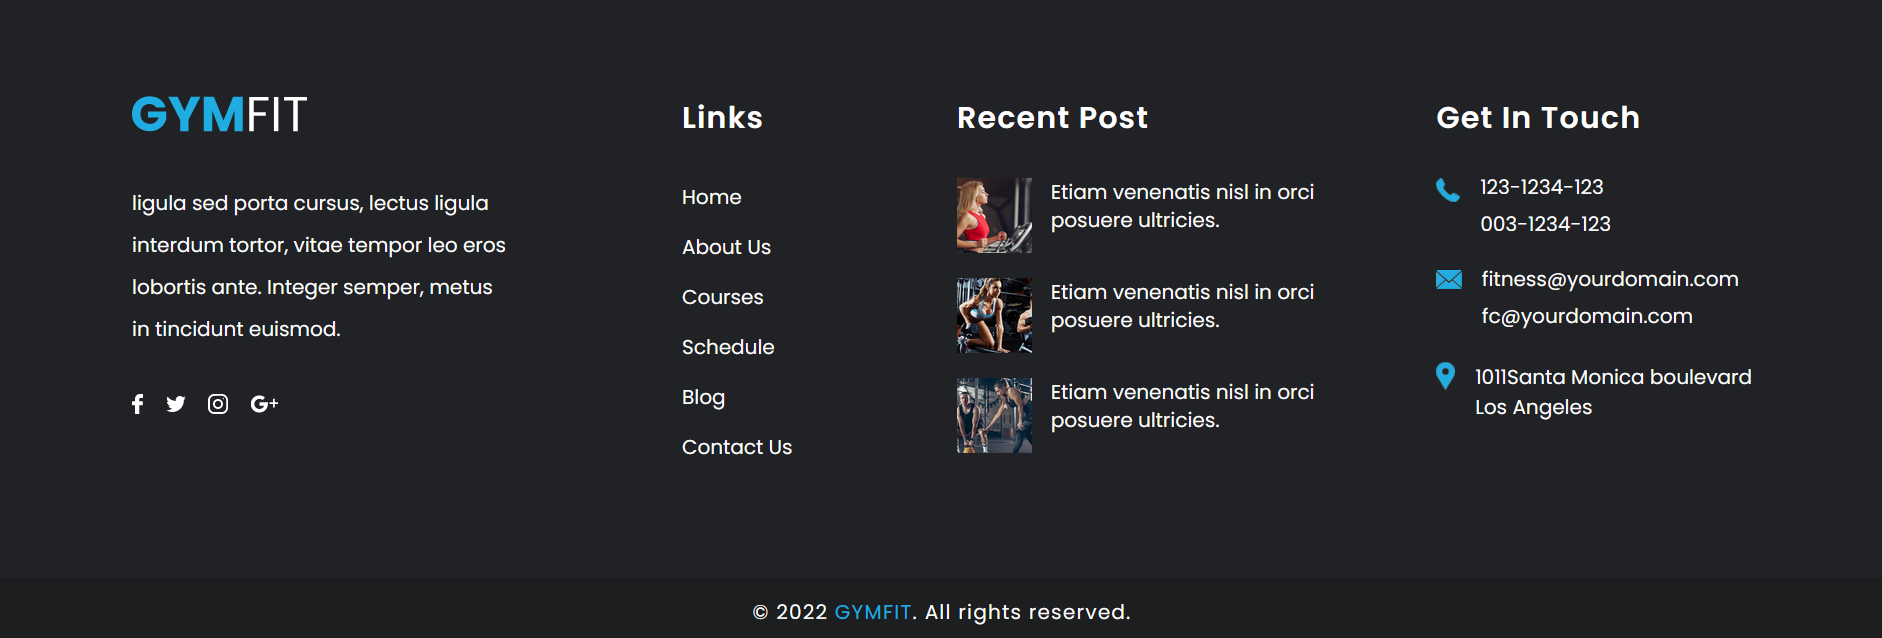 GYMFIT
ligula sed porta cursus, lectus ligula
interdum tortor, vitae tempor leo eros
lobortis ante. Integer semper, metus
in tincidunt euismod.
Links
Home
About Us
Courses
Schedule
Blog
Contact Us
Recent Post
Etiam venenatis nisl in orci
posuere ultricies.
Etiam venenatis nisl in orci
posuere ultricies.
Etiam venenatis nisl in orci
posuere ultricies.
Get In Touch
123-1234-123
003-1234-123
fitness@yourdomain.com
fc@yourdomain.com
1011Santa Monica boulevard
Los Angeles
© 2022 GYMFIT. All rights reserved.